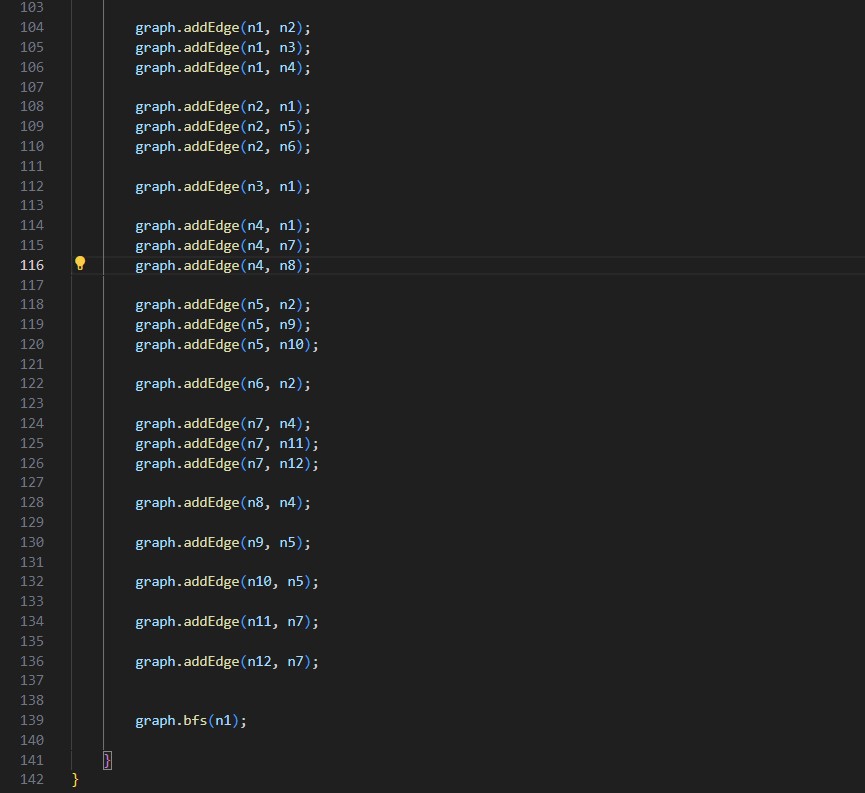 103
104 graph.addEdge(n1, n2);
105 graph.addEdge(n1, n3);
106 graph.addEdge(n1, n4);
107
108 graph.addEdge(n2, n1);
109 graph.addEdge(n2, n5);
110 graph.addEdge(n2, n6);
111
112 graph.addEdge(n3, n1);
113
114 graph.addEdge(n4, n1);
115 graph.addEdge(n4, n7);
116 graph.addEdge(n4, n8);
117
118 graph.addEdge(n5, n2);
119 graph.addEdge(n5, n9);
120 graph.addEdge(n5, n10);
121
122 graph.addEdge(n6, n2);
123
124 graph.addEdge(n7, n4);
125 graph.addEdge(n7, n11);
126 graph.addEdge(n7, n12);
127
128 graph.addEdge(n8, n4);
129
130 graph.addEdge(n9, n5);
131
132 graph.addEdge(n10, n5);
133
134 graph.addEdge(n11, n7);
135
136 graph.addEdge(n12, n7);
137
138
139 graph.bfs(n1);
140
141 }
142 }